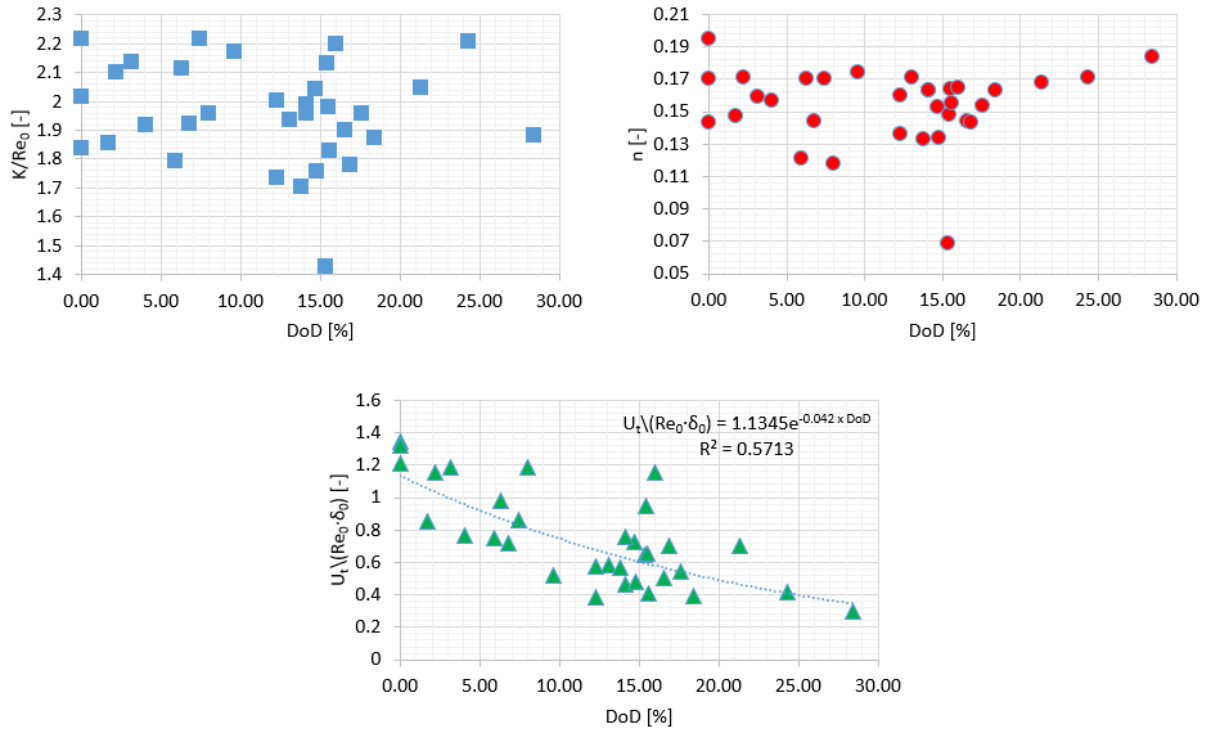 2.3
2.2
2.1
2
1.9
1.8
1.7
1.6
1.5
1.4
K/Re₀ [-]
0.00 5.00 10.00 15.00 20.00 25.00 30.00
DoD [%]
0.21
0.19
0.17
0.15
0.13
0.11
0.09
0.07
0.05
n [-]
0.00 5.00 10.00 15.00 20.00 25.00 30.00
DoD [%]
1.6
1.4
1.2
1
0.8
0.6
0.4
0.2
0
Uₜ\(Re₀·δ₀) [-]
Uₜ\(Re₀·δ₀) = 1.1345e^-0.042 x DoD
R² = 0.5713
0.00 5.00 10.00 15.00 20.00 25.00 30.00
DoD [%]